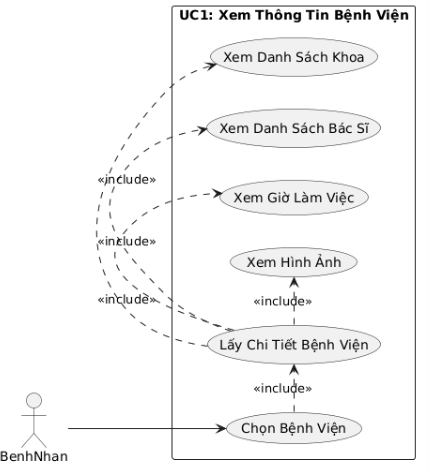 UC1: Xem Thông Tin Bệnh Viện
Xem Danh Sách Khoa
Xem Danh Sách Bác Sĩ
«include»
Xem Giờ Làm Việc
«include»
Xem Hình Ảnh
«include»
«include»
Lấy Chi Tiết Bệnh Viện
«include»
Chọn Bệnh Viện
BenhNhan